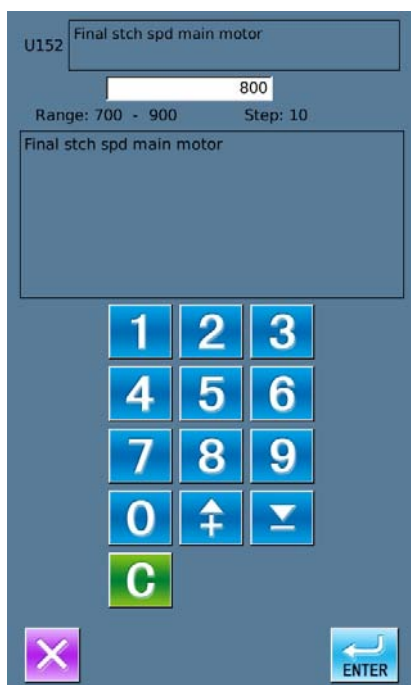 U152 Final stch spd main motor
800
Range: 700 - 900 Step: 10
Final stch spd main motor
1 2 3
4 5 6
7 8 9
0
C
ENTER